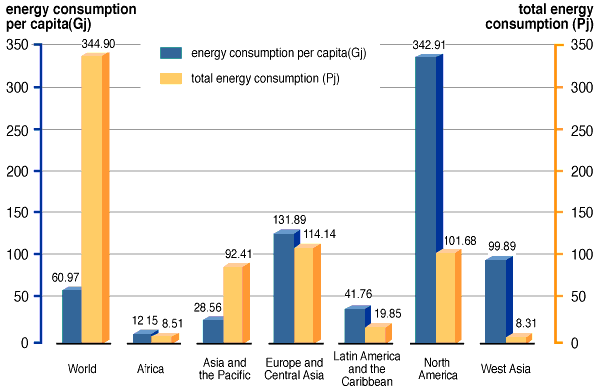 energy consumption
per capita(Gj)
total energy
consumption (Pj)
350
300
250
200
150
100
50
0
350
300
250
200
150
100
50
0
energy consumption per capita(Gj)
total energy consumption (Pj)
60.97
344.90
12 15
8.51
28.56
92.41
131.89
114.14
41.76
19.85
342.91
101.68
99.89
8.31
World
Africa
Asia and
the Pacific
Europe and
Central Asia
Latin America
and the
Caribbean
North
America
West Asia